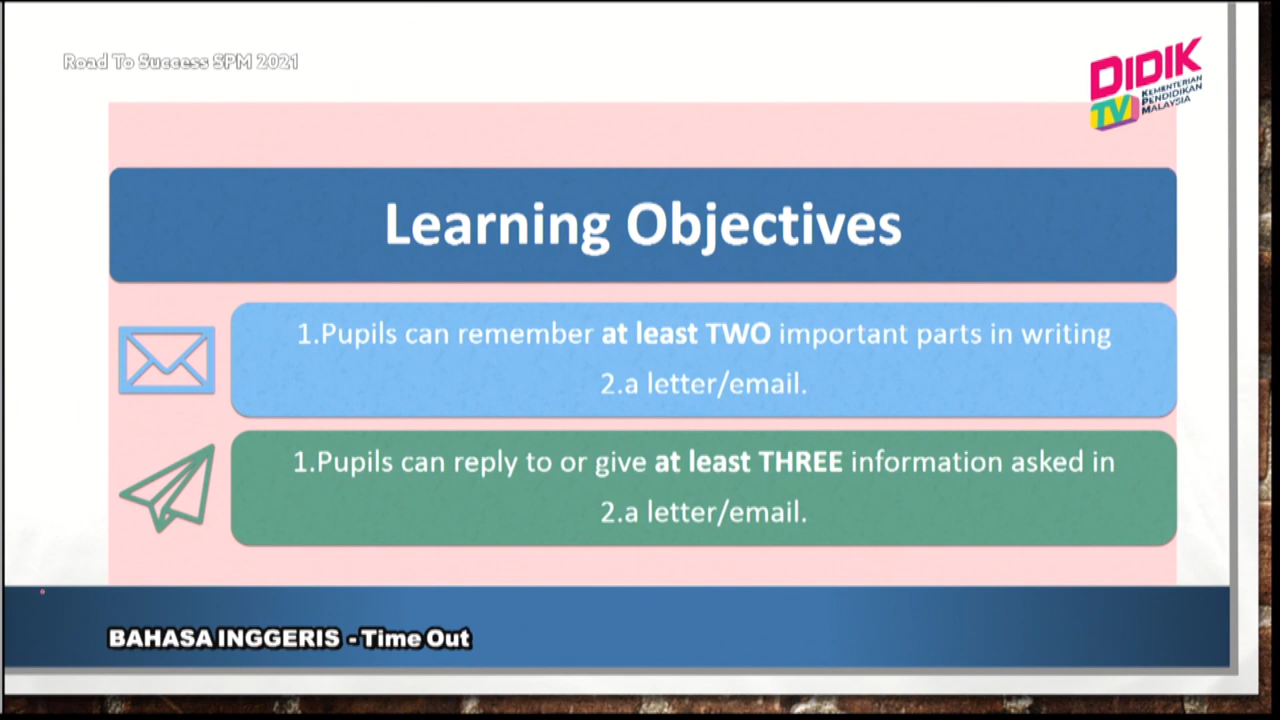 Road To Success SPM 2021
DIDIK
TV
KEMENTERIAN
PENDIDIKAN
MALAYSIA
Learning Objectives
1.Pupils can remember at least TWO important parts in writing
2.a letter/email.
1.Pupils can reply to or give at least THREE information asked in
2.a letter/email.
BAHASA INGGERIS - Time Out